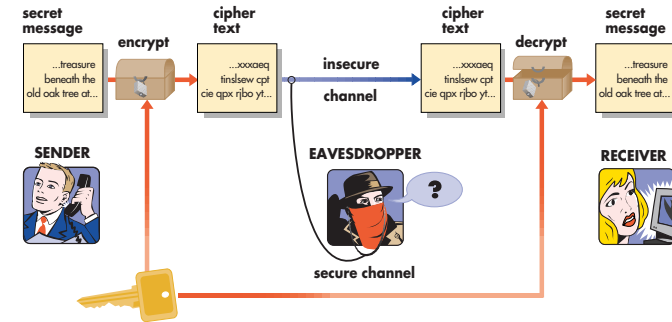 secret
message
...treasure
beneath the
old oak tree at...
encrypt
cipher
text
...xxxaeq
tinslsew cpt
cie qpx rjbo yt...
insecure
channel
cipher
text
...xxxaeq
tinslsew cpt
cie qpx rjbo yt...
decrypt
secret
message
...treasure
beneath the
old oak tree at...
SENDER
EAVESDROPPER
?
RECEIVER
secure channel